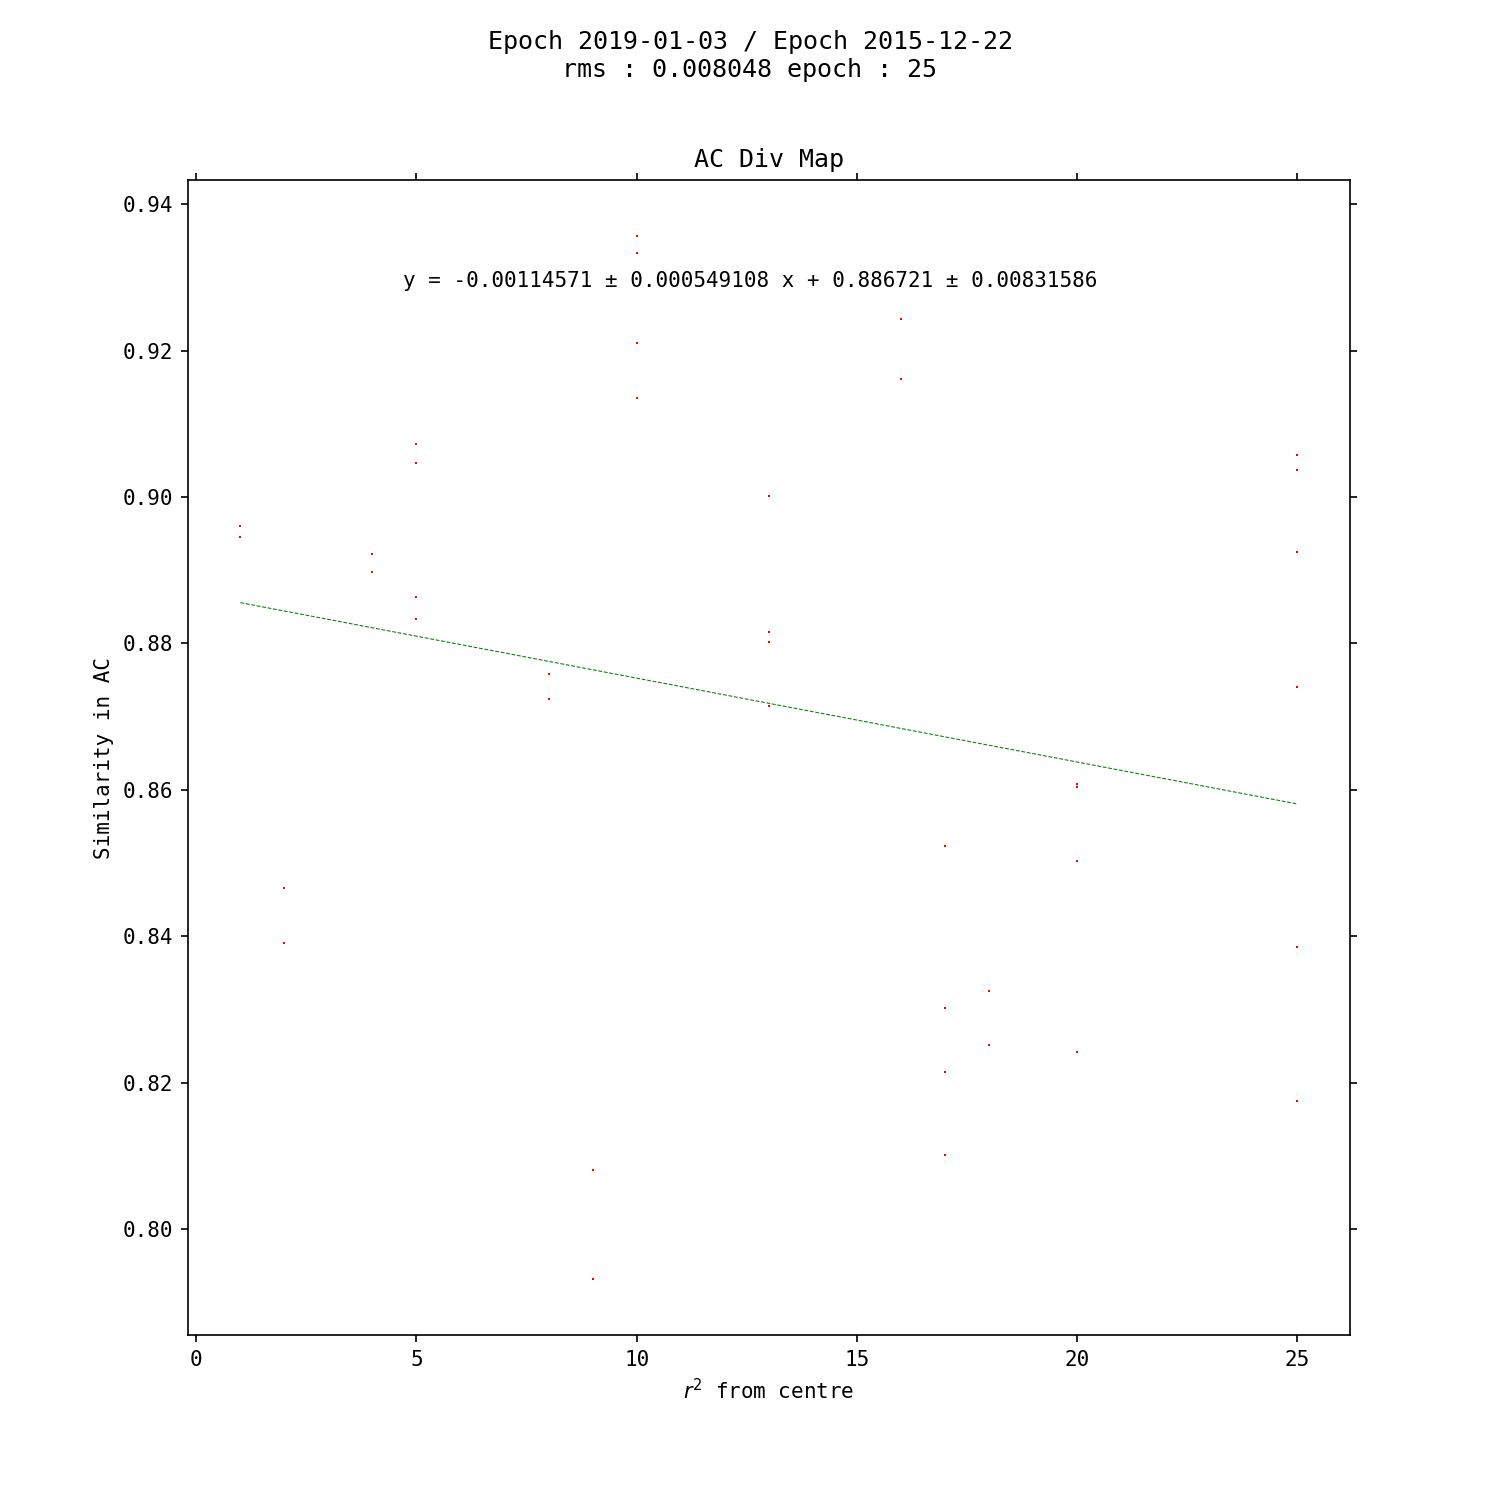 Epoch 2019-01-03 / Epoch 2015-12-22
rms : 0.008048 epoch : 25
AC Div Map
y = -0.00114571 ± 0.000549108 x + 0.886721 ± 0.00831586
0.94
0.92
0.90
0.88
0.86
0.84
0.82
0.80
Similarity in AC
0 5 10 15 20 25
r² from centre